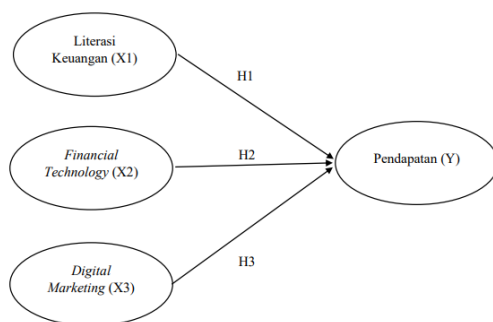 Literasi
Keuangan (X1)
H1
Financial
Technology (X2)
H2
Pendapatan (Y)
Digital
Marketing (X3)
H3